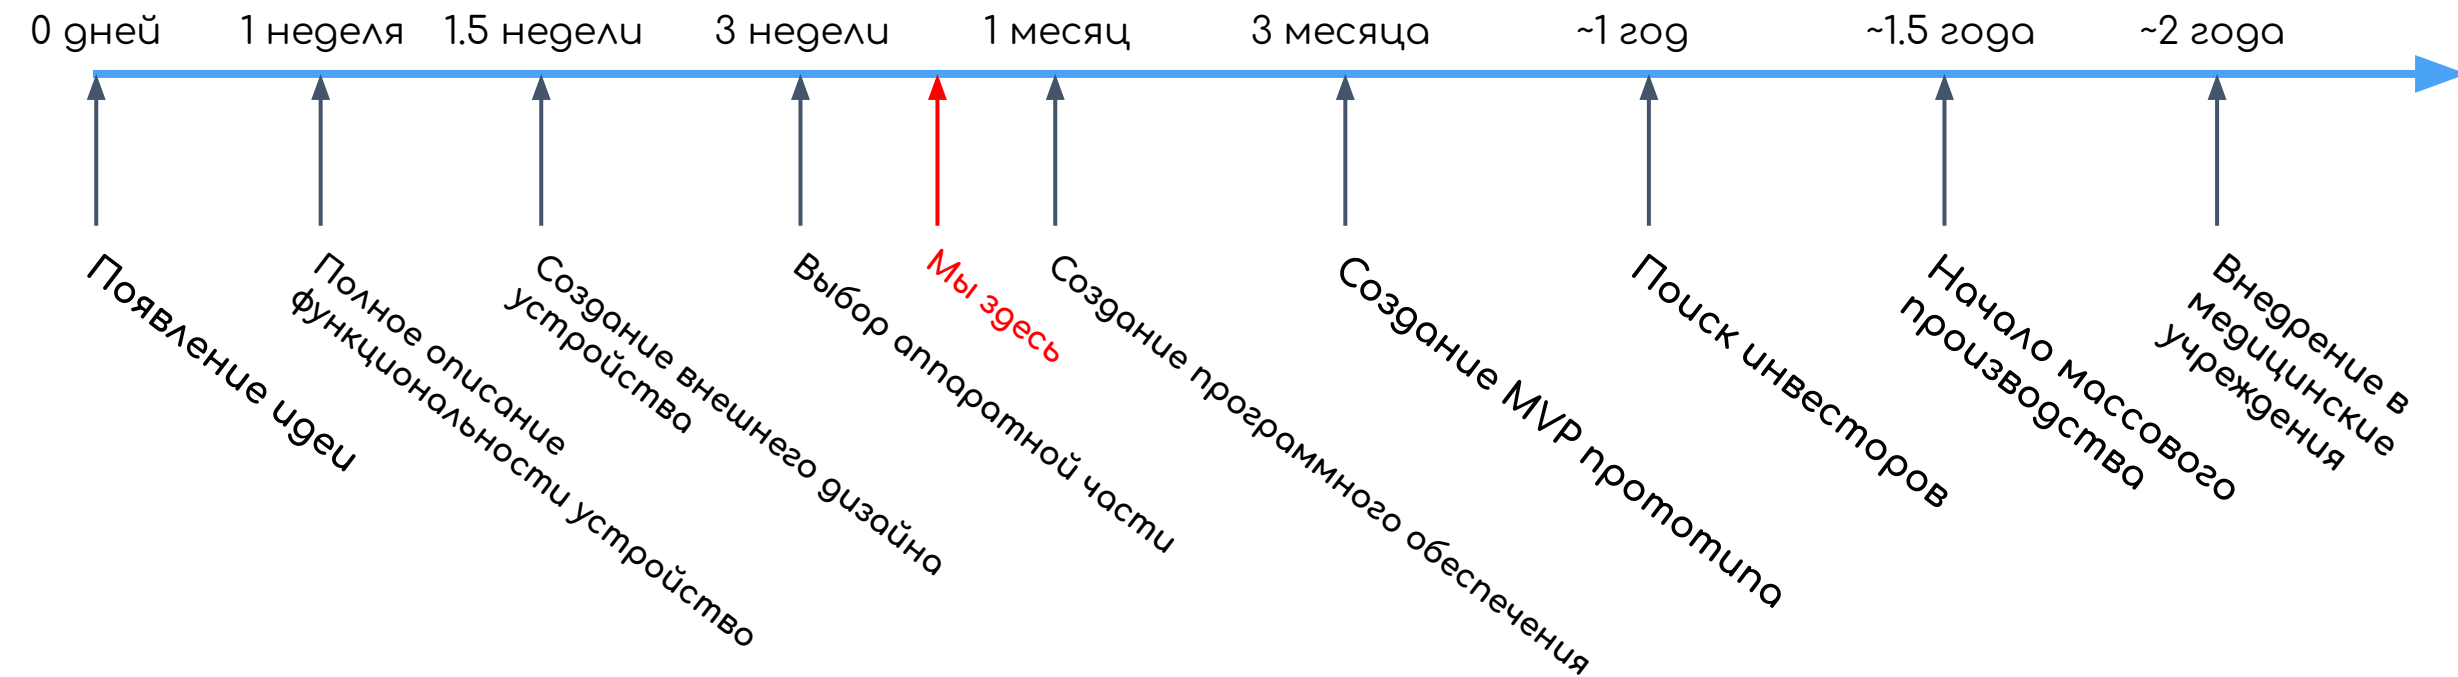 0 дней
1 неделя
1.5 недели
3 недели
1 месяц
3 месяца
~1 год
~1.5 года
~2 года
Появление идеи
Полное описание
функциональности устройство
Создание внешнего дизайна
устройства
Выбор аппаратной части
Мы здесь
Создание программного обеспечения
Создание MVP прототипа
Поиск инвесторов
Начало массового
производства
Внедрение в
медицинские
учреждения